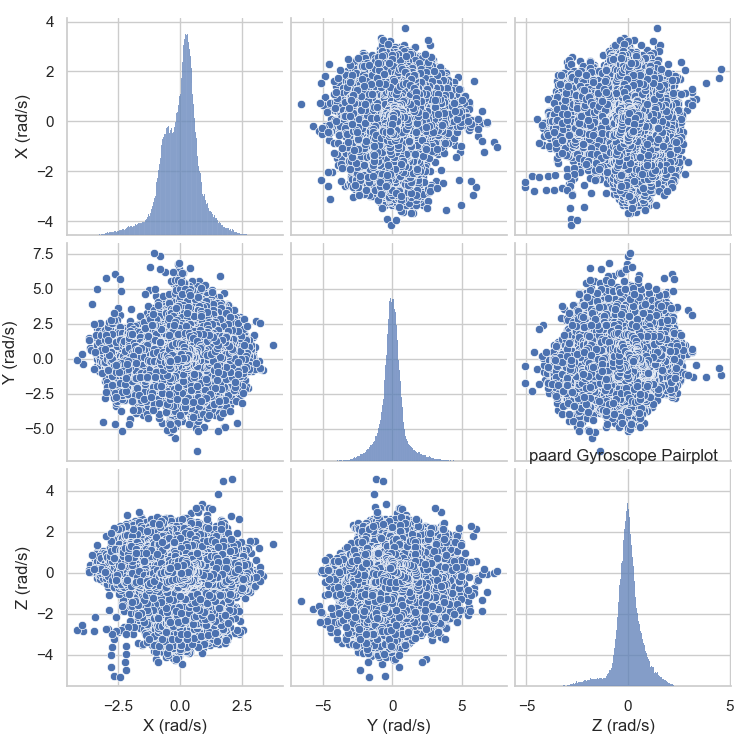 4
2
0
−2
−4
X (rad/s)
7.5
5.0
2.5
0.0
−2.5
−5.0
Y (rad/s)
paard Gyroscope Pairplot
4
2
0
−2
−4
Z (rad/s)
−2.5 0.0 2.5 −5 0 5 −5 0 5
X (rad/s) Y (rad/s) Z (rad/s)